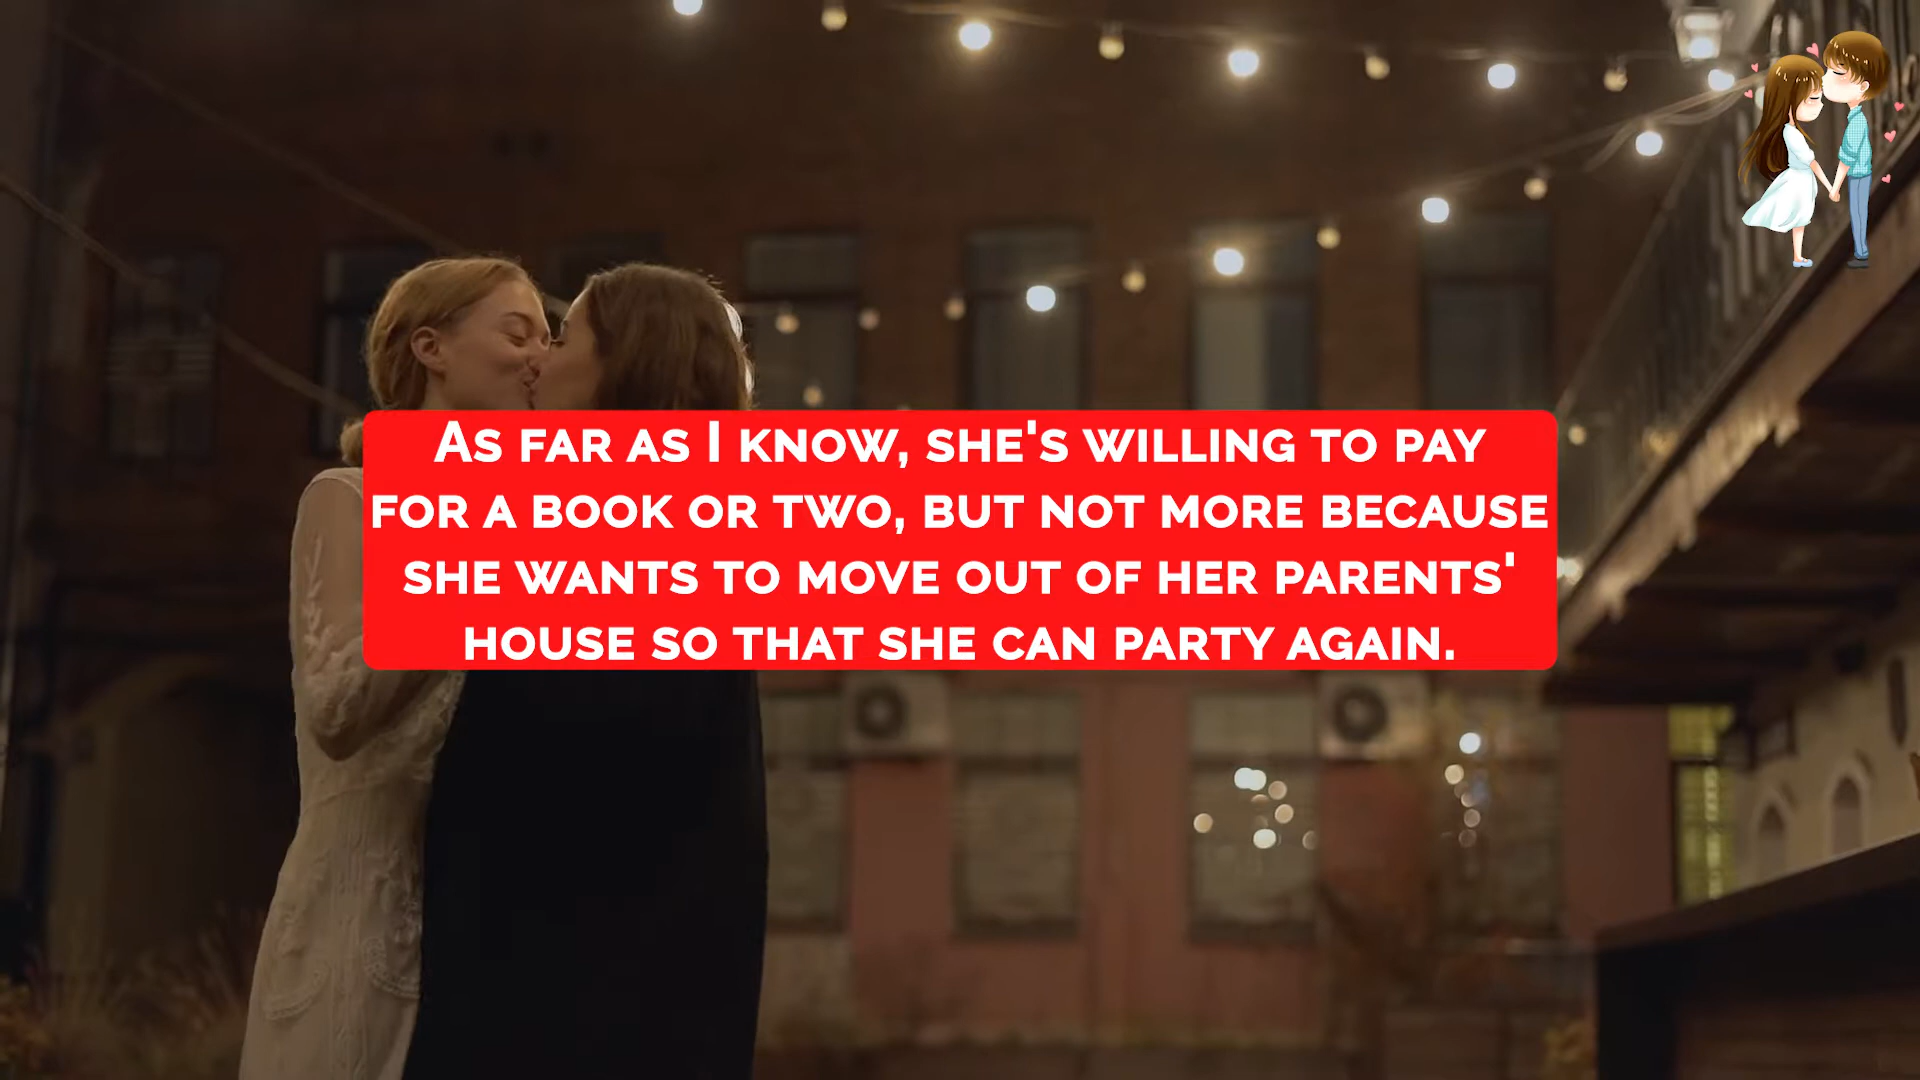 As far as I know, she's willing to pay
for a book or two, but not more because
she wants to move out of her parents'
house so that she can party again.